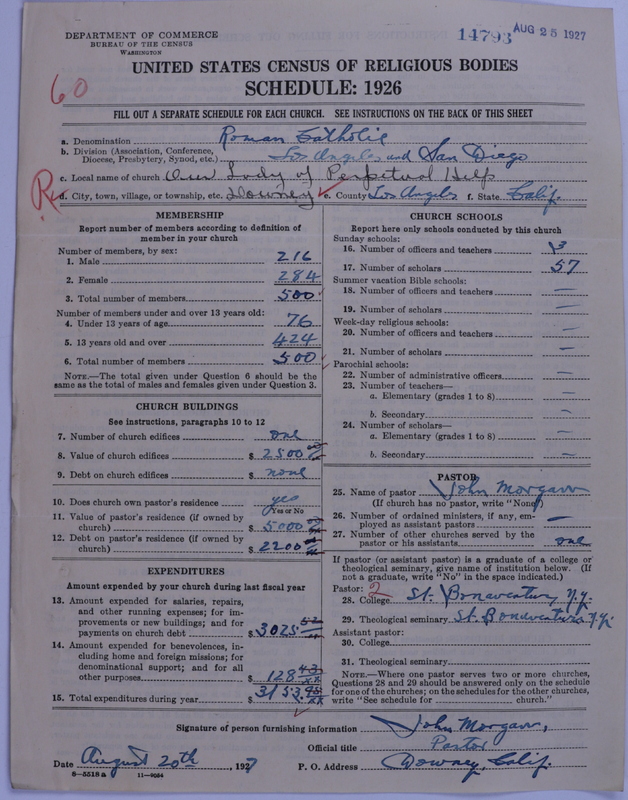 DEPARTMENT OF COMMERCE
BUREAU OF THE CENSUS
WASHINGTON
14793 AUG 25 1927
UNITED STATES CENSUS OF RELIGIOUS BODIES
SCHEDULE: 1926
60
FILL OUT A SEPARATE SCHEDULE FOR EACH CHURCH. SEE INSTRUCTIONS ON THE BACK OF THIS SHEET
a. Denomination Roman Catholic
b. Division (Association, Conference, Diocese, Presbytery, Synod, etc.) Los Angeles and San Diego
c. Local name of church Our Lady of Perpetual Help
d. City, town, village, or township, etc. Downey e. County Los Angeles f. State Calif.
MEMBERSHIP
Report number of members according to definition of
member in your church
Number of members, by sex:
1. Male 216
2. Female 284
3. Total number of members 500
Number of members under and over 13 years old:
4. Under 13 years of age 76
5. 13 years old and over 424
6. Total number of members 500
NOTE.—The total given under Question 6 should be
same as the total of males and females given under Question 3.
CHURCH BUILDINGS
See instructions, paragraphs 10 to 12
7. Number of church edifices one
8. Value of church edifices $ 2500
9. Debt on church edifices $ none
10. Does church own pastor's residence yes
Yes or No
11. Value of pastor's residence (if owned by
church) $ 5000
12. Debt on pastor's residence (if owned by
church) $ 2200
EXPENDITURES
Amount expended by your church during last fiscal year
13. Amount expended for salaries, repairs,
and other running expenses; for im-
provements or new buildings; and for
payments on church debt $ 3025
14. Amount expended for benevolences, in-
cluding home and foreign missions; for
denominational support; and for all
other purposes $ 128
15. Total expenditures during year $ 3153
CHURCH SCHOOLS
Report here only schools conducted by this church
Sunday schools:
16. Number of officers and teachers 3
17. Number of scholars 57
Summer vacation Bible schools:
18. Number of officers and teachers —
19. Number of scholars —
Week-day religious schools:
20. Number of officers and teachers —
21. Number of scholars —
Parochial schools:
22. Number of administrative officers —
23. Number of teachers—
a. Elementary (grades 1 to 8) —
b. Secondary —
24. Number of scholars—
a. Elementary (grades 1 to 8) —
b. Secondary —
PASTOR
25. Name of pastor John Morgan
(If church has no pastor, write "None")
26. Number of ordained ministers, if any, em-
ployed as assistant pastors —
27. Number of other churches served by the
pastor or his assistants one
If pastor (or assistant pastor) is a graduate of a college or
theological seminary, give name of institution below. (If
not a graduate, write "No" in the space indicated.)
Pastor: 2
28. College St. Bonaventure N.Y.
29. Theological seminary St. Bonaventure N.Y.
Assistant pastor:
30. College
31. Theological seminary
NOTE.—Where one pastor serves two or more churches,
Questions 28 and 29 should be answered only on the schedule
for one of the churches; on the schedules for the other churches,
write "See schedule for church."
Signature of person furnishing information John Morgan,
Official title Pastor
Date August 20th, 1927 P. O. Address Downey, Calif.
8—5518 a 11—9054